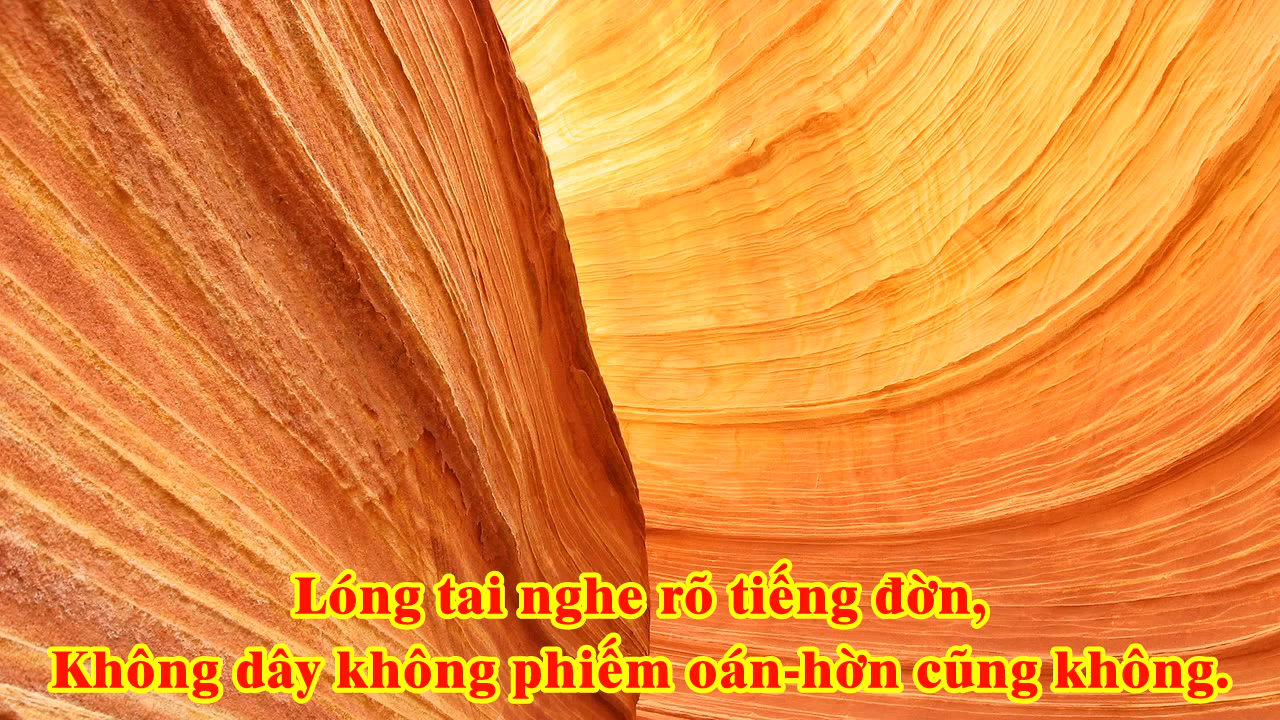 Lóng tai nghe rõ tiếng đờn,
Không dây không phiếm oán-hờn cũng không.